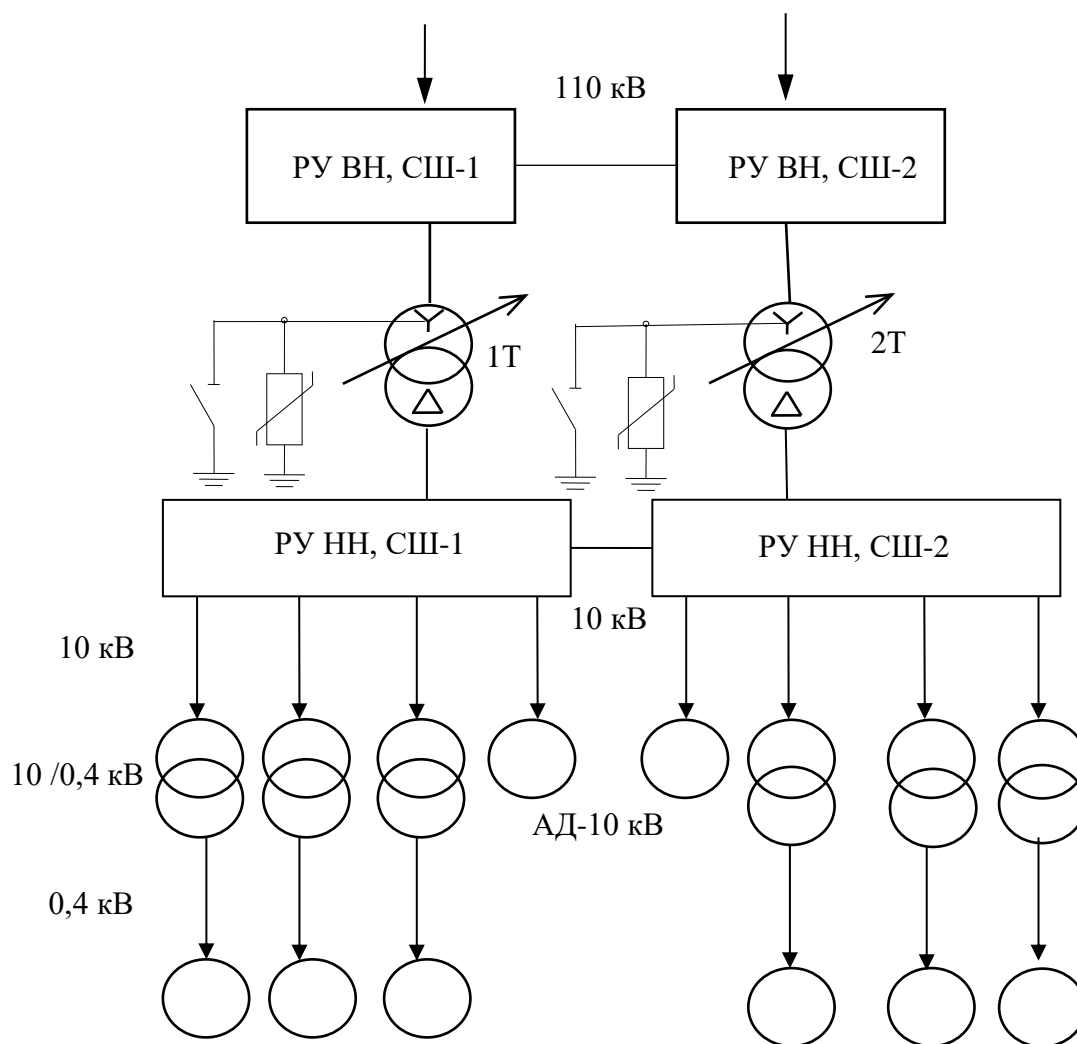 110 кВ
РУ ВН, СШ-1
РУ ВН, СШ-2
1Т
2Т
РУ НН, СШ-1
РУ НН, СШ-2
10 кВ
10 кВ
10 /0,4 кВ
АД-10 кВ
0,4 кВ